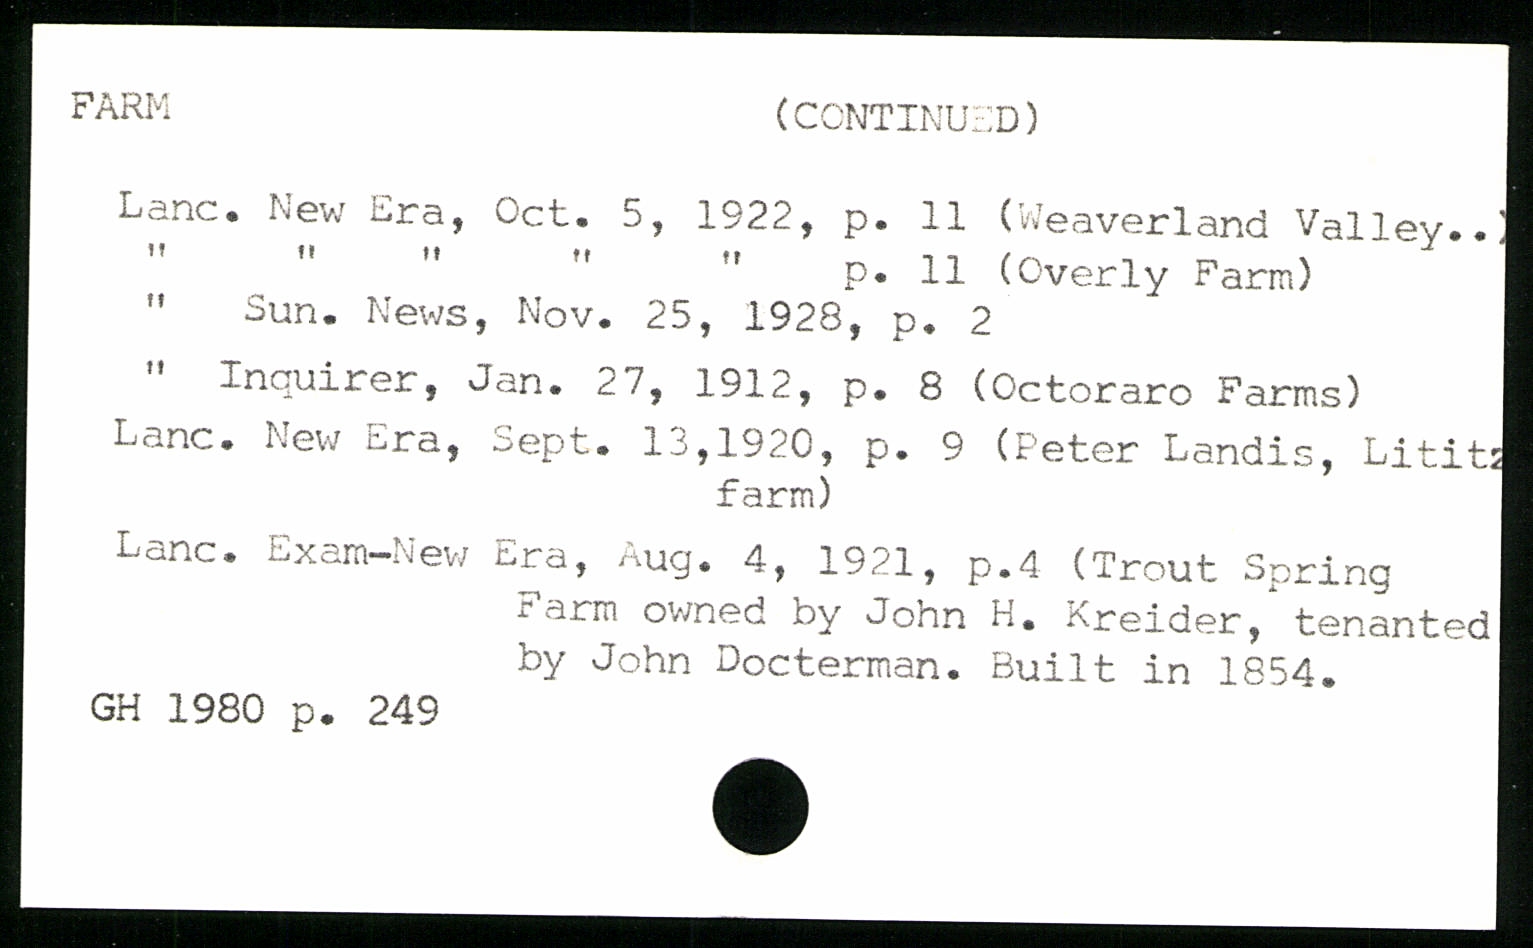 FARM (CONTINUED)
Lanc. New Era, Oct. 5, 1922, p. 11 (Weaverland Valley..)
" " " " " p. 11 (Overly Farm)
" Sun. News, Nov. 25, 1928, p. 2
" Inquirer, Jan. 27, 1912, p. 8 (Octoraro Farms)
Lanc. New Era, Sept. 13,1920, p. 9 (Peter Landis, Lititz
farm)
Lanc. Exam-New Era, Aug. 4, 1921, p.4 (Trout Spring
Farm owned by John H. Kreider, tenanted
by John Docterman. Built in 1854.
GH 1980 p. 249